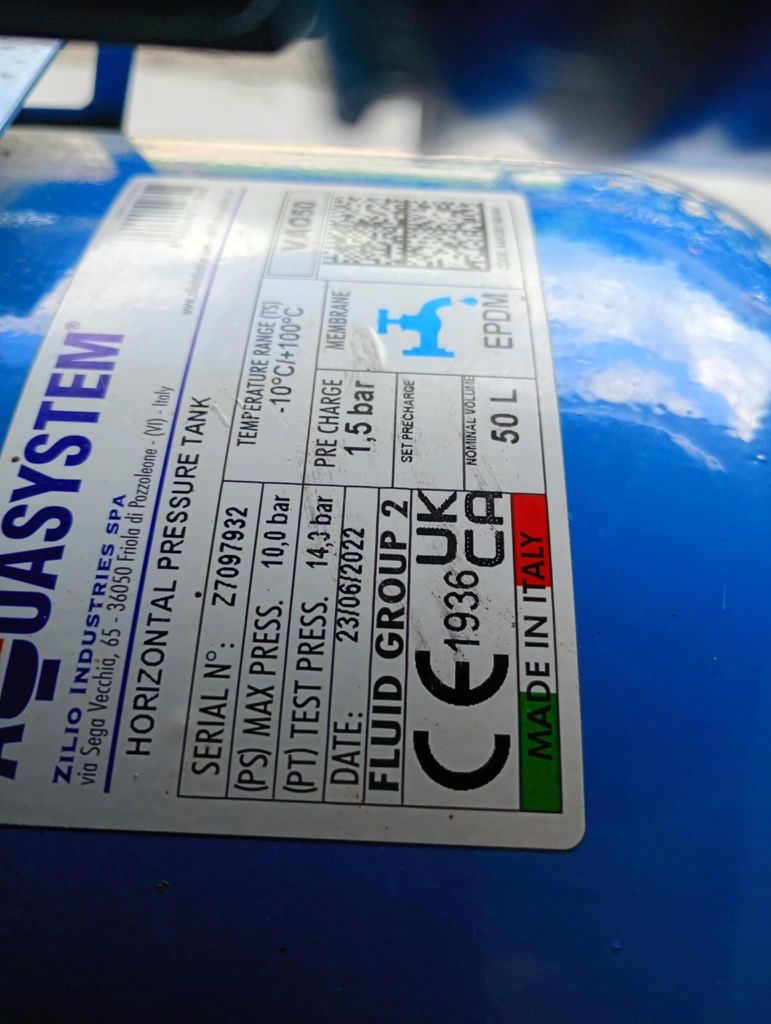 AQUASYSTEM®
ZILIO INDUSTRIES SPA
via Sega Vecchia, 65 - 36050 Friola di Pozzoleone - (VI) - Italy
HORIZONTAL PRESSURE TANK
SERIAL N°: Z7097932
(PS) MAX PRESS. 10,0 bar
(PT) TEST PRESS. 14,3 bar
DATE: 23/06/2022
FLUID GROUP 2
CE 1936 UK CA
MADE IN ITALY
TEMPERATURE RANGE (TS)
-10°C/+100°C
PRE CHARGE
1,5 bar
SET PRECHARGE
NOMINAL VOLUME
50 L
MEMBRANE
EPDM